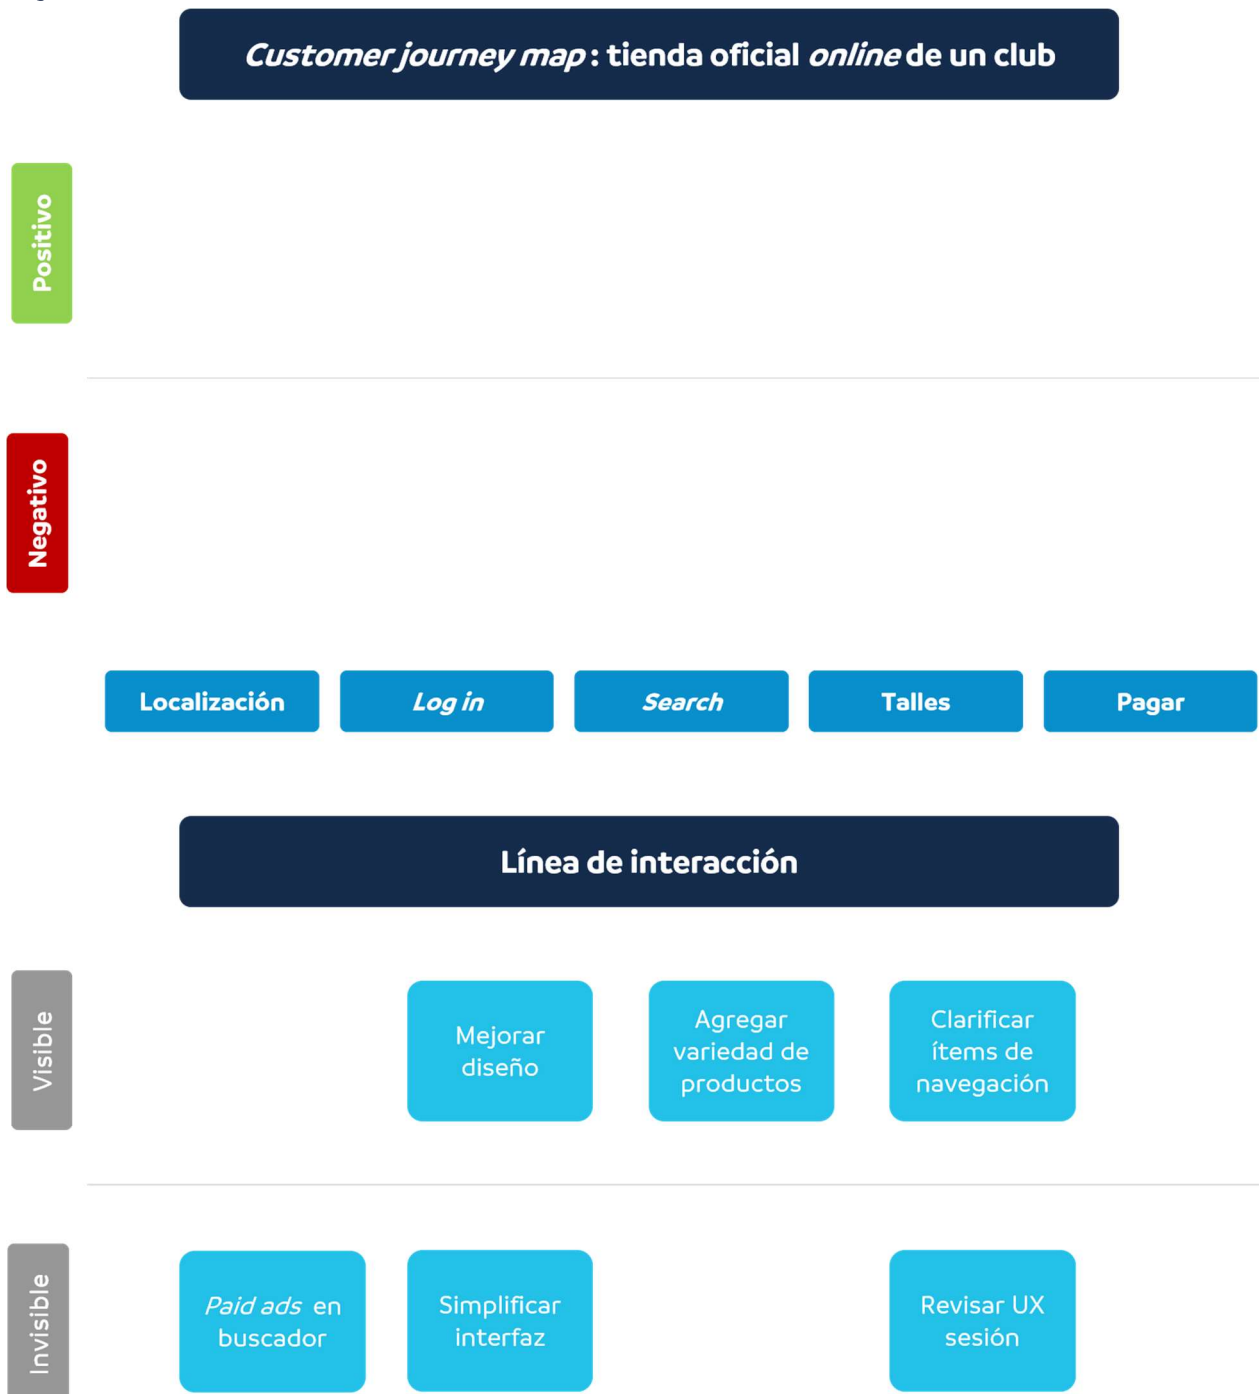 Customer journey map: tienda oficial online de un club
Positivo
Negativo
Localización
Log in
Search
Talles
Pagar
Línea de interacción
Visible
Mejorar
diseño
Agregar
variedad de
productos
Clarificar
ítems de
navegación
Invisible
Paid ads en
buscador
Simplificar
interfaz
Revisar UX
sesión